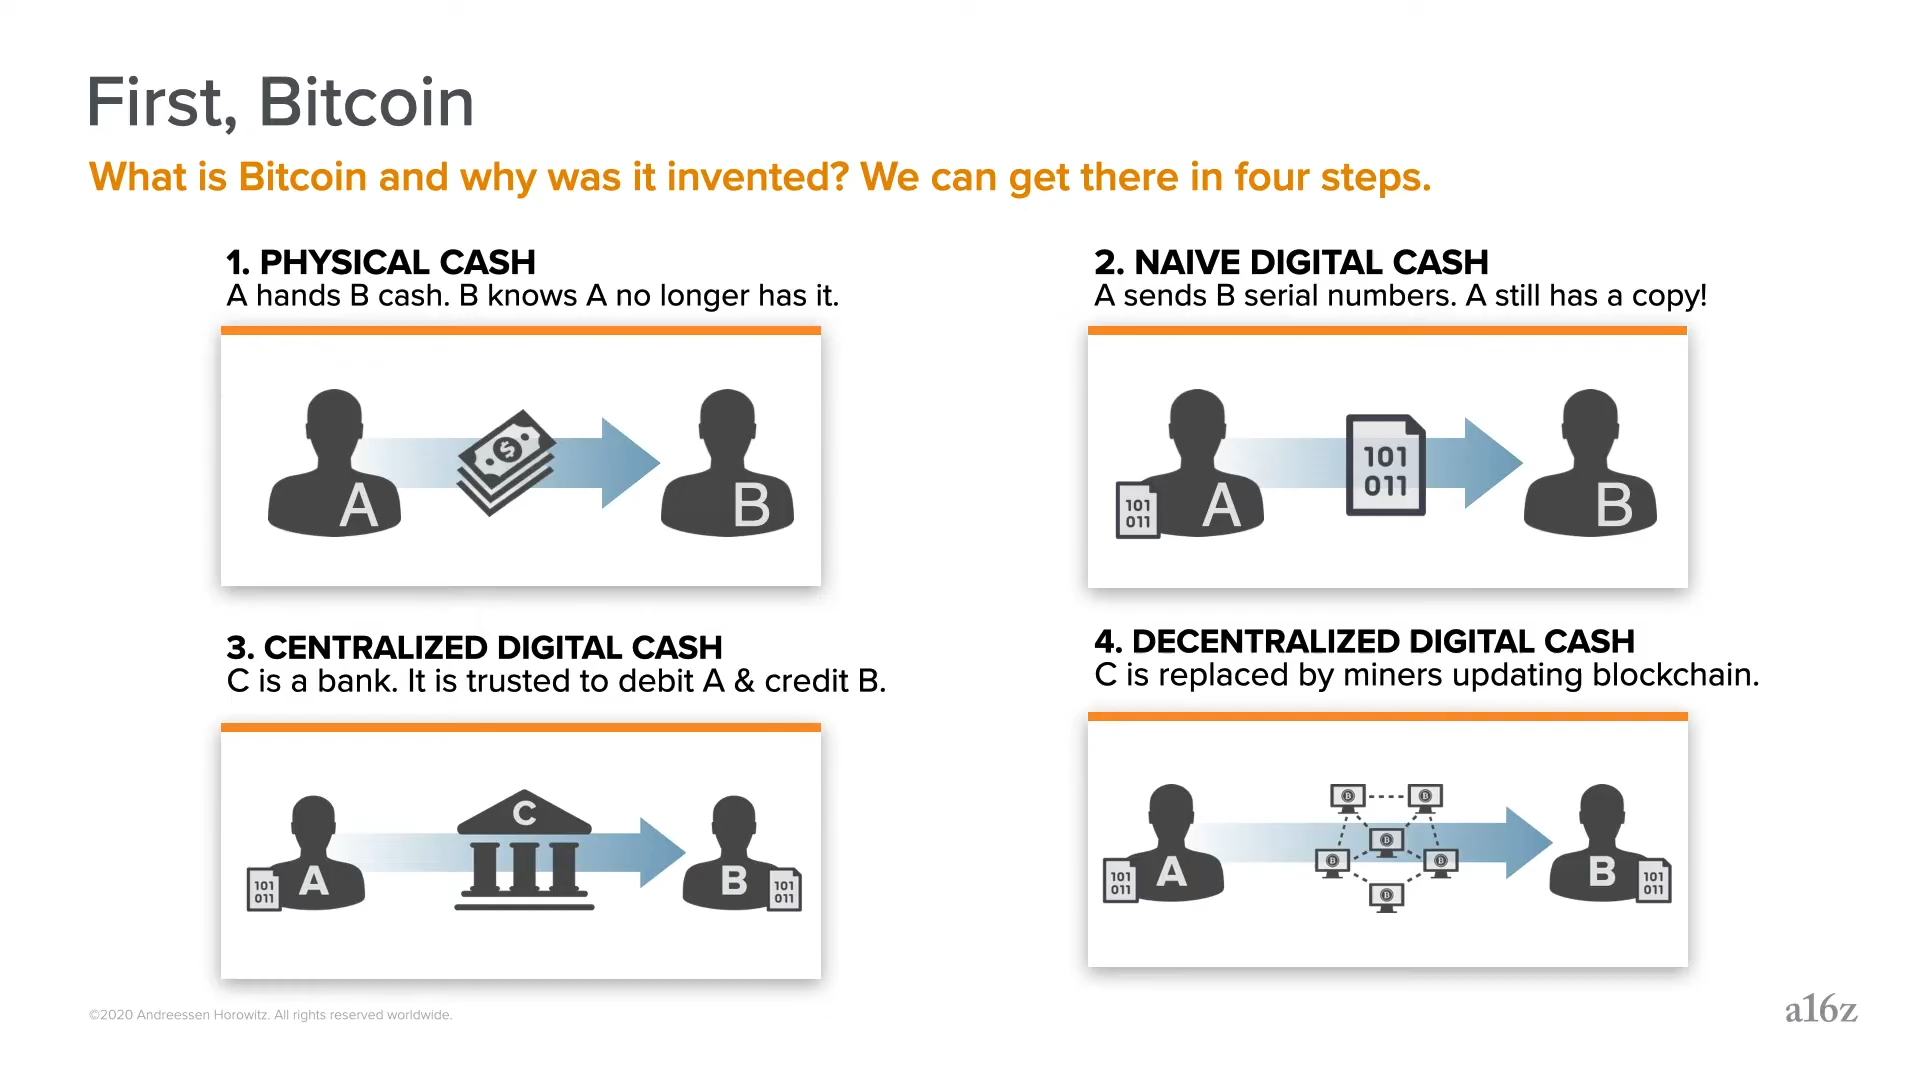 First, Bitcoin
What is Bitcoin and why was it invented? We can get there in four steps.
1. PHYSICAL CASH
A hands B cash. B knows A no longer has it.
$
A
B
2. NAIVE DIGITAL CASH
A sends B serial numbers. A still has a copy!
101
011
A
101
011
B
3. CENTRALIZED DIGITAL CASH
C is a bank. It is trusted to debit A & credit B.
101
011
A
C
B
101
011
4. DECENTRALIZED DIGITAL CASH
C is replaced by miners updating blockchain.
101
011
A
B
B
B
B
B
B
B
101
011
©2020 Andreessen Horowitz. All rights reserved worldwide.
a16z